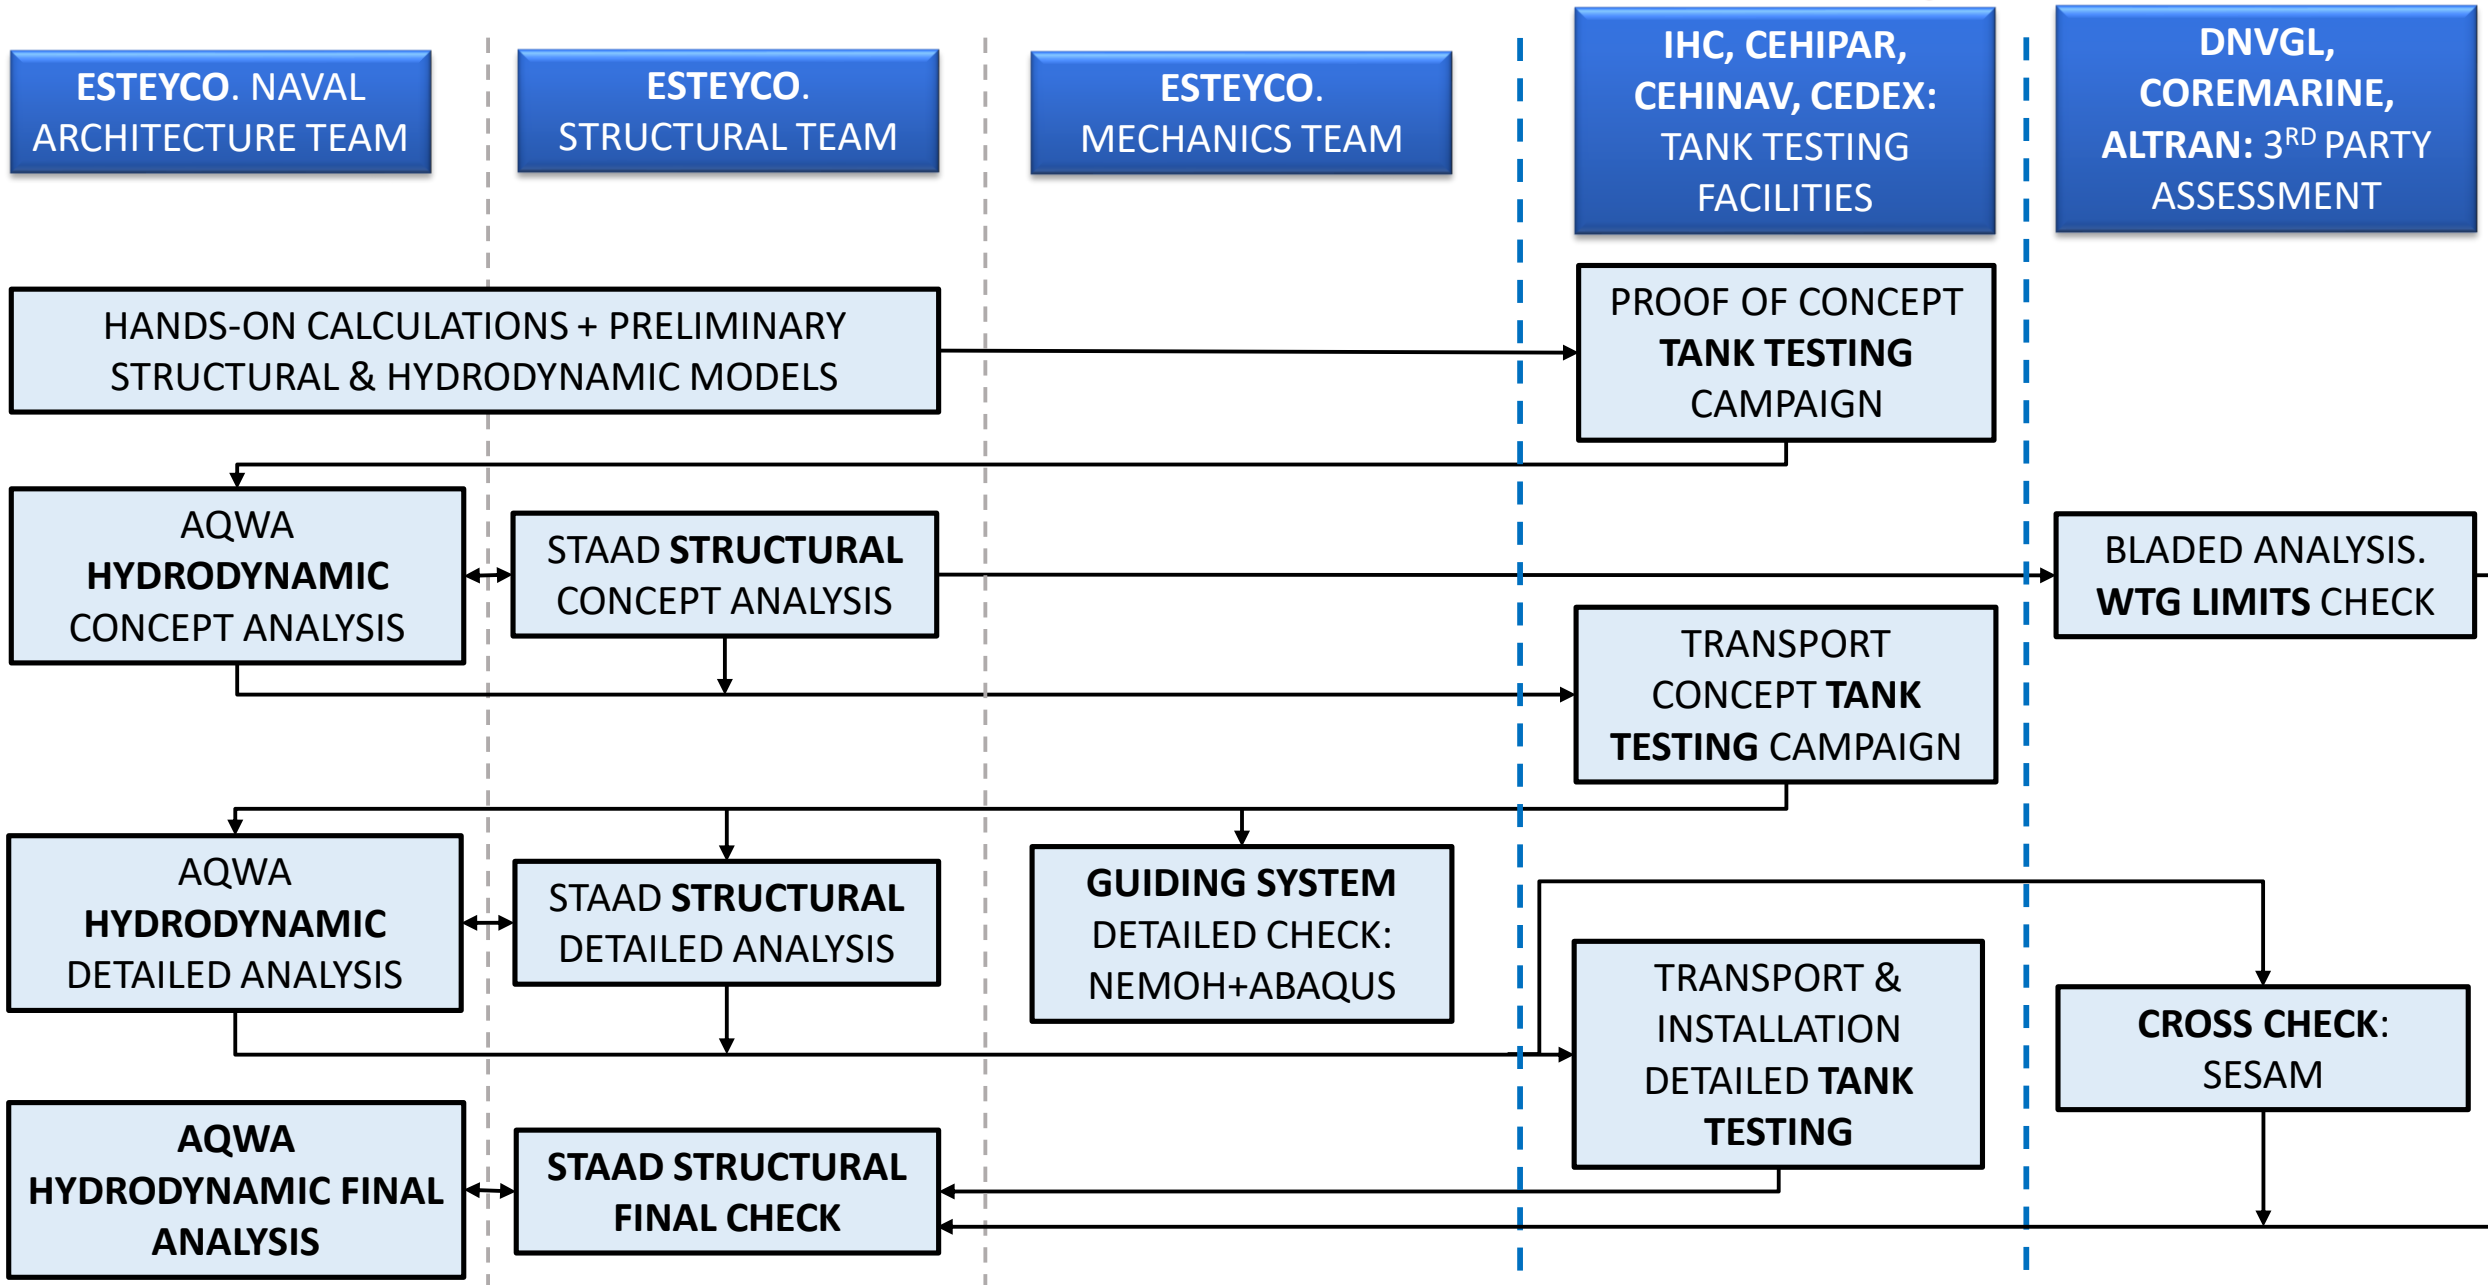 ESTEYCO. NAVAL
ARCHITECTURE TEAM
ESTEYCO.
STRUCTURAL TEAM
ESTEYCO.
MECHANICS TEAM
IHC, CEHIPAR,
CEHINAV, CEDEX:
TANK TESTING
FACILITIES
DNVGL,
COREMARINE,
ALTRAN: 3RD PARTY
ASSESSMENT
HANDS-ON CALCULATIONS + PRELIMINARY
STRUCTURAL & HYDRODYNAMIC MODELS
PROOF OF CONCEPT
TANK TESTING
CAMPAIGN
AQWA
HYDRODYNAMIC
CONCEPT ANALYSIS
STAAD STRUCTURAL
CONCEPT ANALYSIS
BLADED ANALYSIS.
WTG LIMITS CHECK
TRANSPORT
CONCEPT TANK
TESTING CAMPAIGN
AQWA
HYDRODYNAMIC
DETAILED ANALYSIS
STAAD STRUCTURAL
DETAILED ANALYSIS
GUIDING SYSTEM
DETAILED CHECK:
NEMOH+ABAQUS
TRANSPORT &
INSTALLATION
DETAILED TANK
TESTING
CROSS CHECK:
SESAM
AQWA
HYDRODYNAMIC FINAL
ANALYSIS
STAAD STRUCTURAL
FINAL CHECK